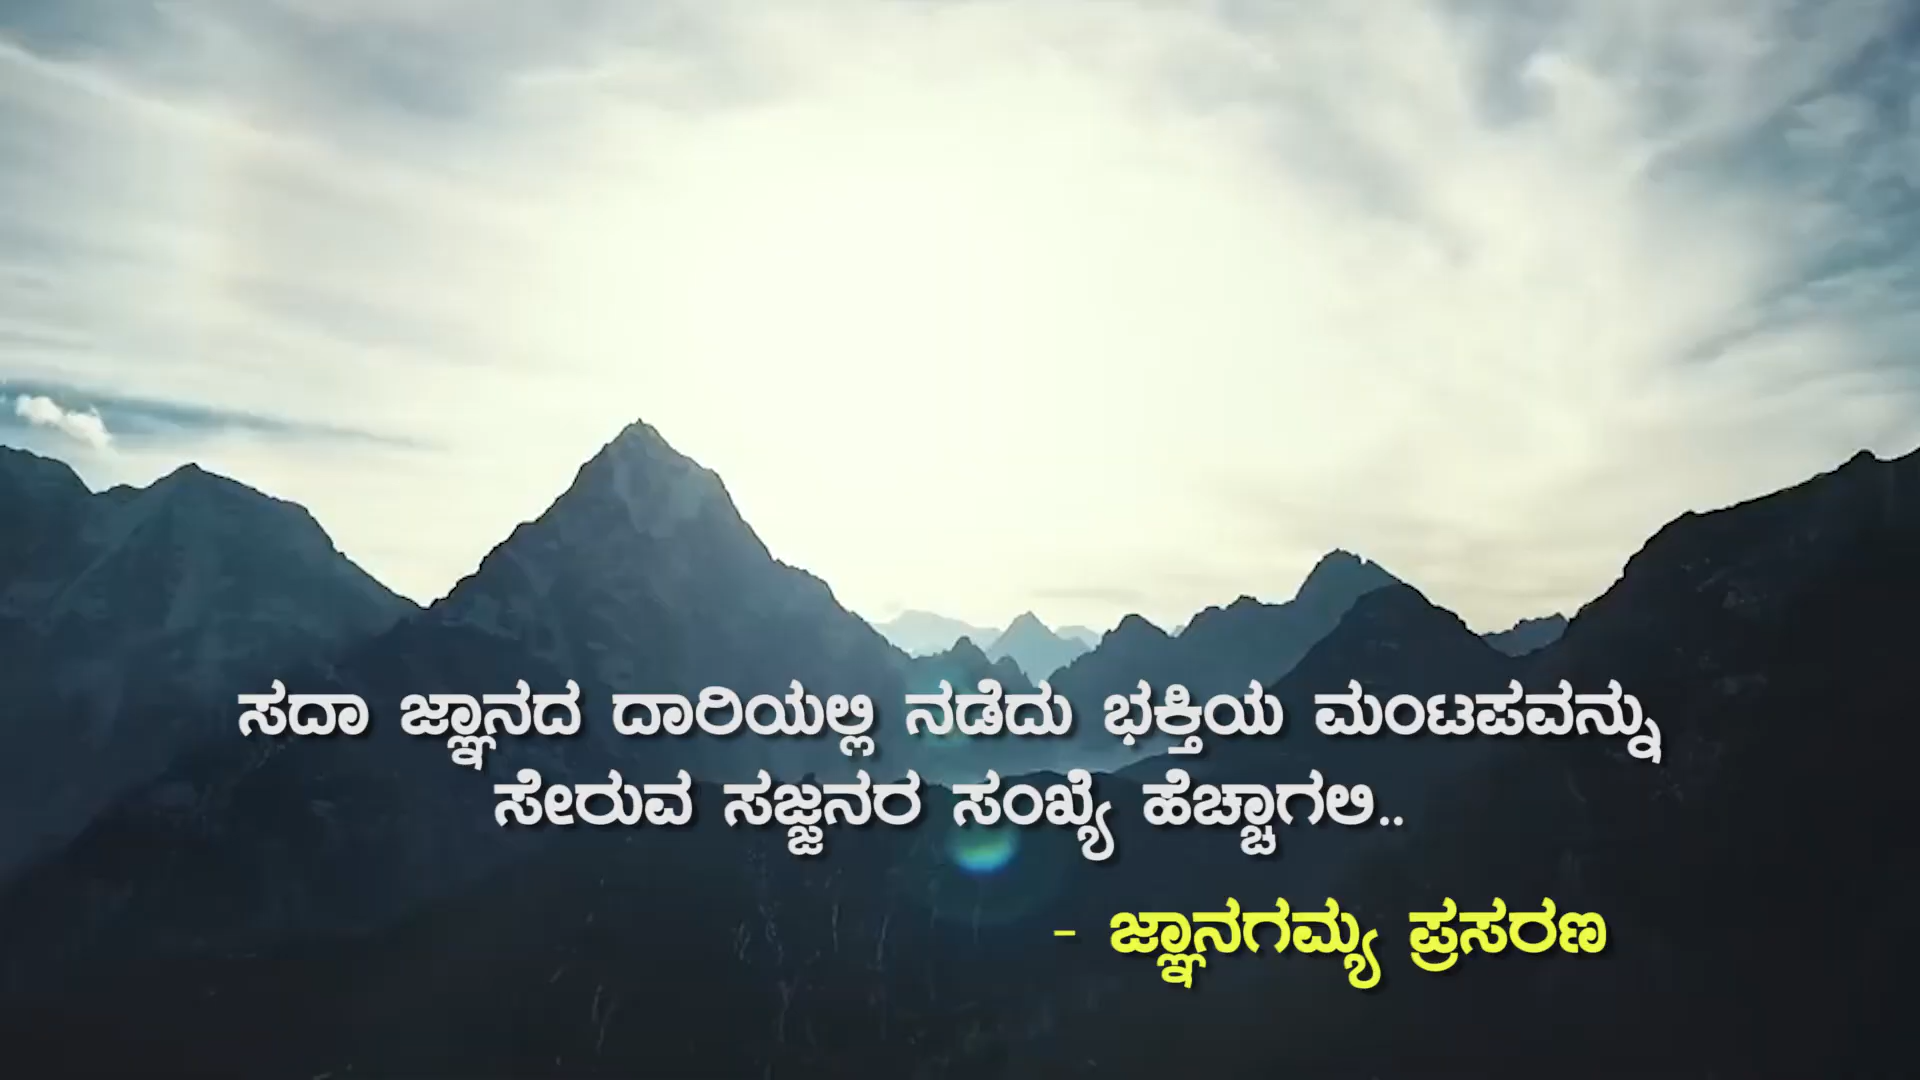 ಸದಾ ಜ್ಞಾನದ ದಾರಿಯಲ್ಲಿ ನಡೆದು ಭಕ್ತಿಯ ಮಂಟಪವನ್ನು
ಸೇರುವ ಸಜ್ಜನರ ಸಂಖ್ಯೆ ಹೆಚ್ಚಾಗಲಿ..
- ಜ್ಞಾನಗಮ್ಯ ಪ್ರಸರಣ